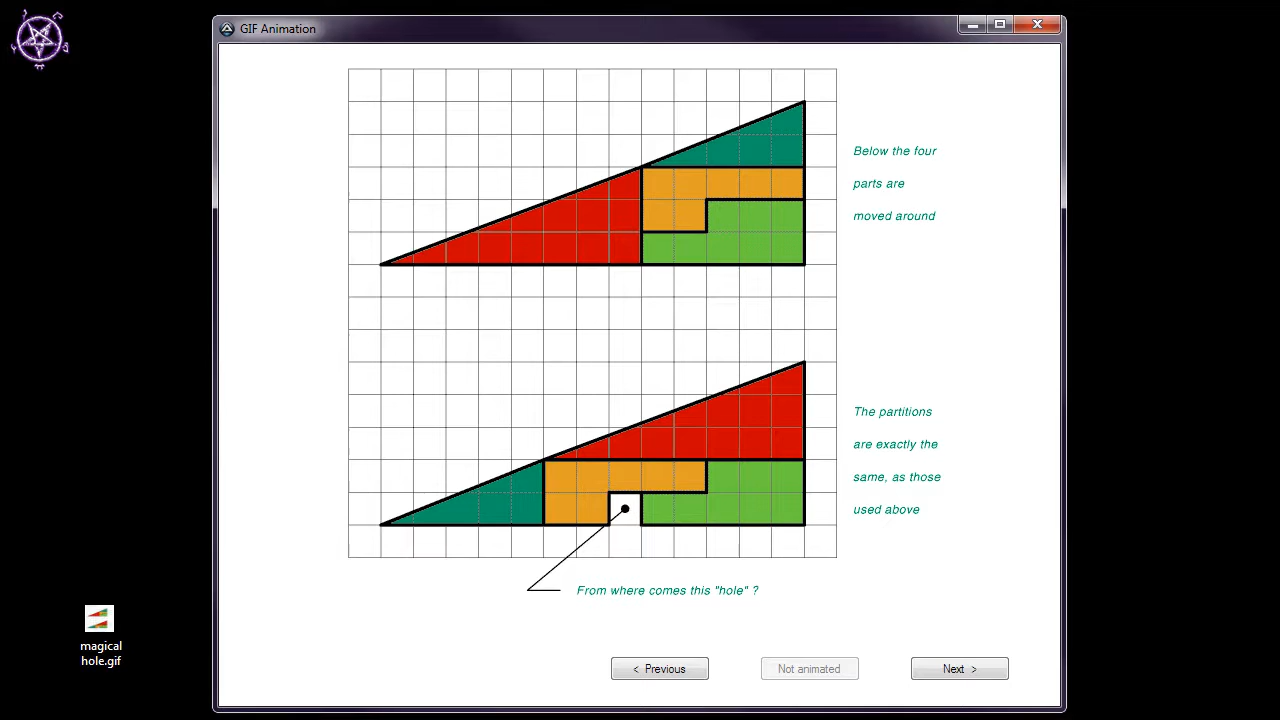 GIF Animation
Below the four
parts are
moved around
The partitions
are exactly the
same, as those
used above
From where comes this "hole" ?
magical
hole.gif
< Previous
Not animated
Next >